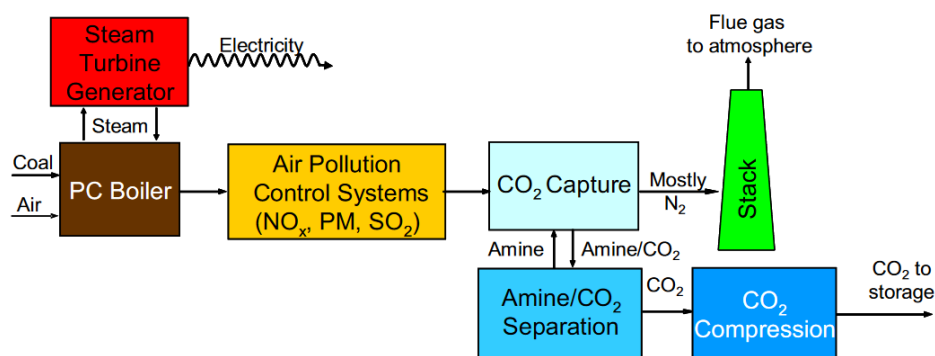 Steam
Turbine
Generator
Electricity
Flue gas
to atmosphere
Steam
Coal
Air
PC Boiler
Air Pollution
Control Systems
(NOₓ, PM, SO₂)
CO₂ Capture
Mostly
N₂
Stack
Amine
Amine/CO₂
Amine/CO₂
Separation
CO₂
CO₂
Compression
CO₂ to
storage